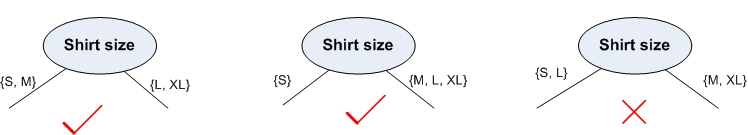 Shirt size
{S, M}
{L, XL}
Shirt size
{S}
{M, L, XL}
Shirt size
{S, L}
{M, XL}